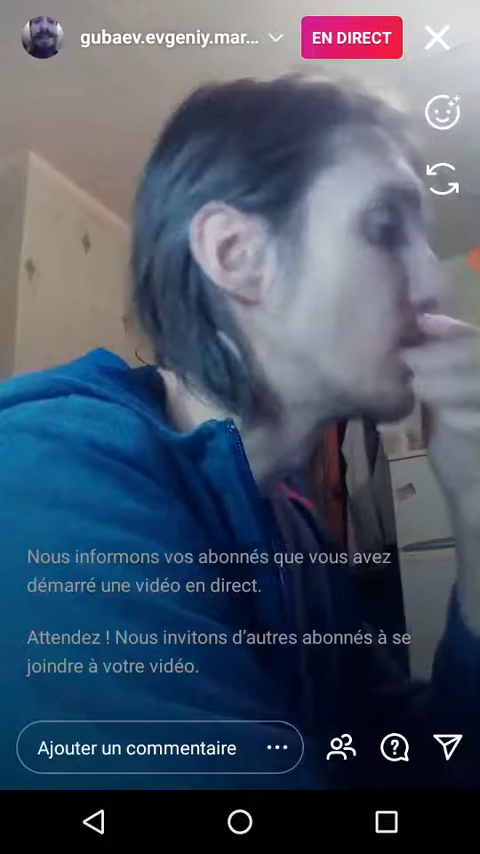 gubaev.evgeniy.mar...
EN DIRECT
Nous informons vos abonnés que vous avez
démarré une vidéo en direct.
Attendez ! Nous invitons d’autres abonnés à se
joindre à votre vidéo.
Ajouter un commentaire